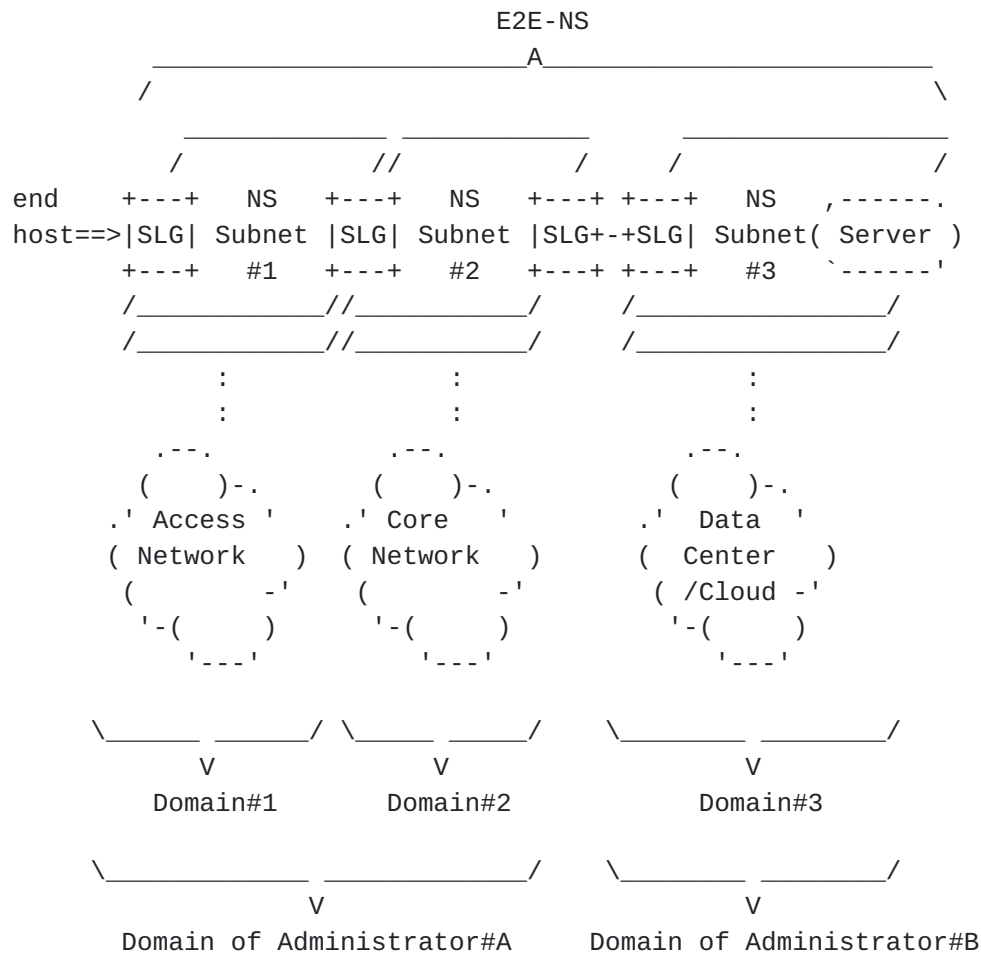 E2E-NS
A
end +---+ NS +---+ NS +---+ +---+ NS ,------.
host==>|SLG| Subnet |SLG| Subnet |SLG+-+SLG| Subnet( Server )
+---+ #1 +---+ #2 +---+ +---+ #3 `------'
Access Core Data
Network Network Center
/Cloud
V V V
Domain#1 Domain#2 Domain#3
V V
Domain of Administrator#A Domain of Administrator#B